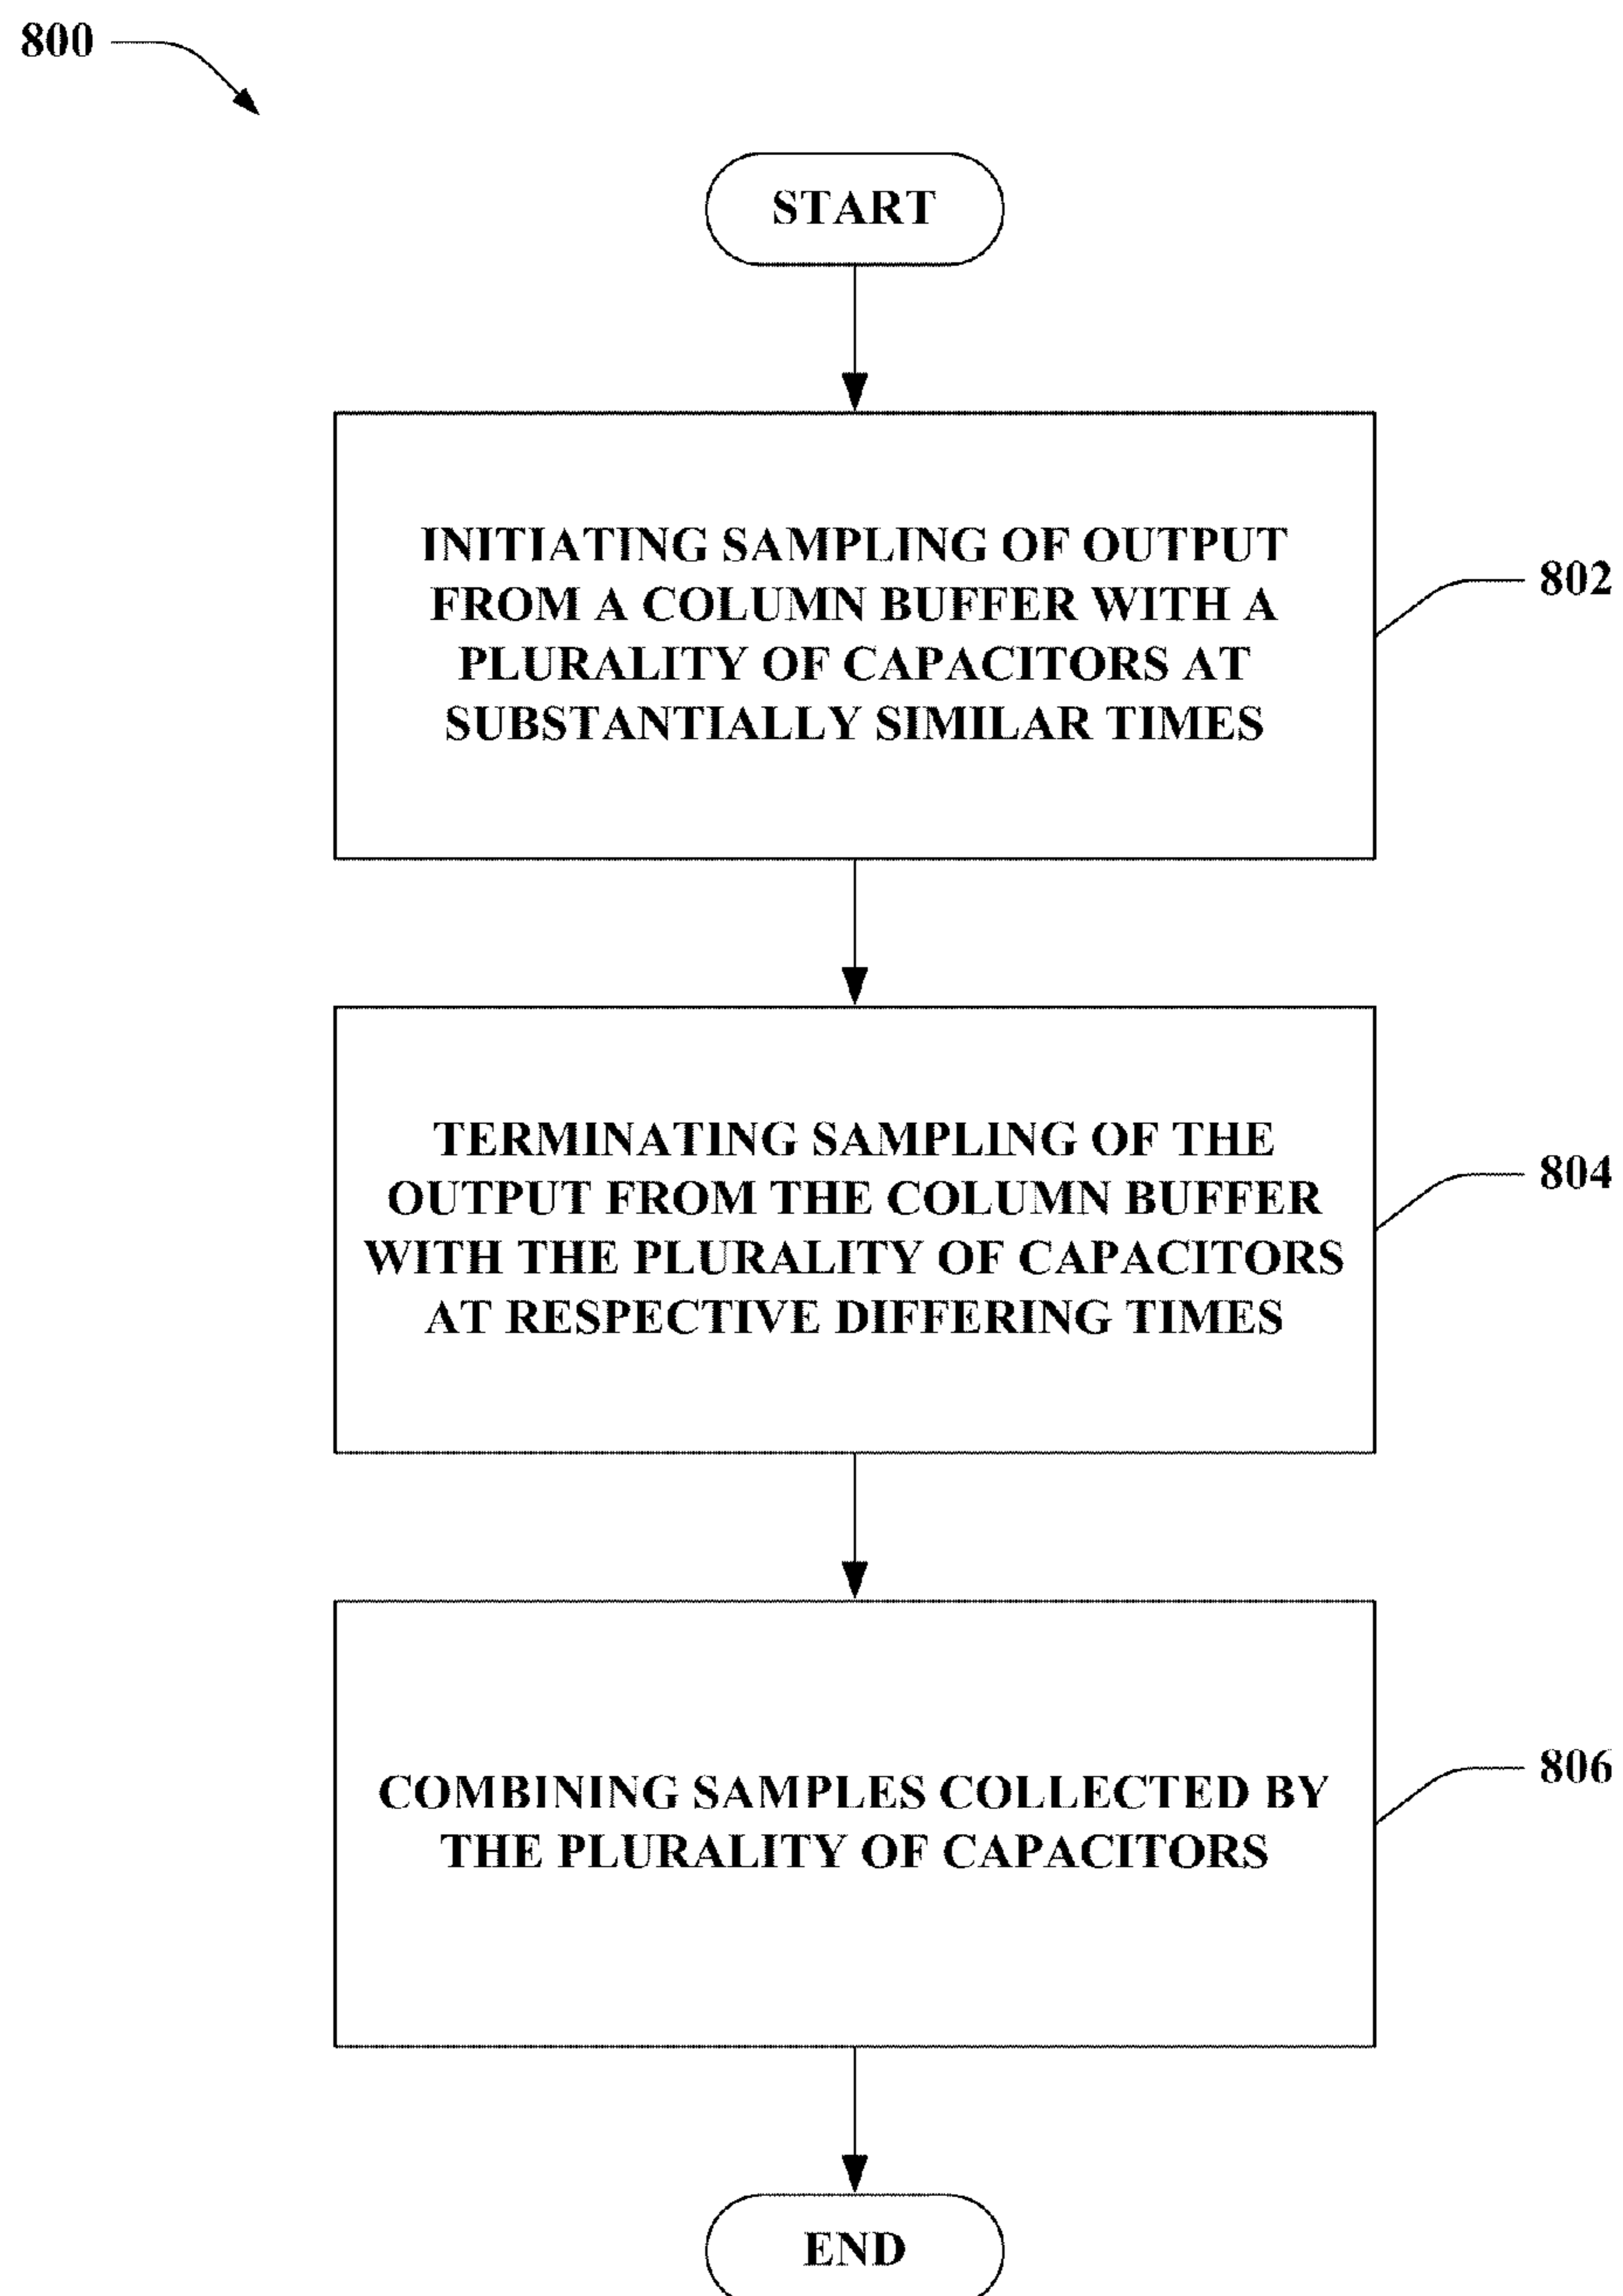 800
START
INITIATING SAMPLING OF OUTPUT
FROM A COLUMN BUFFER WITH A
PLURALITY OF CAPACITORS AT
SUBSTANTIALLY SIMILAR TIMES
802
TERMINATING SAMPLING OF THE
OUTPUT FROM THE COLUMN BUFFER
WITH THE PLURALITY OF CAPACITORS
AT RESPECTIVE DIFFERING TIMES
804
COMBINING SAMPLES COLLECTED BY
THE PLURALITY OF CAPACITORS
806
END